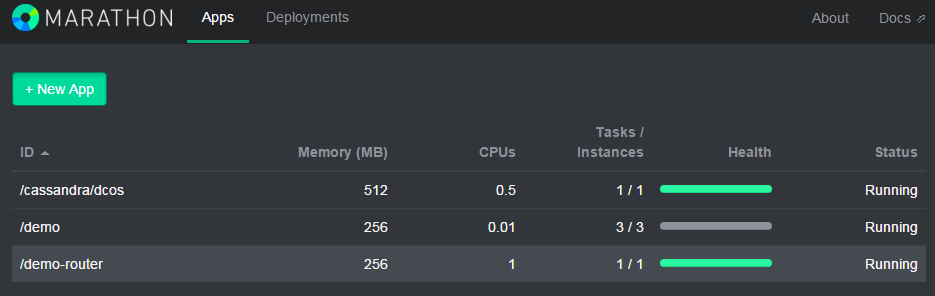 MARATHON Apps Deployments About Docs
+ New App
Tasks /
ID Memory (MB) CPUs Instances Health Status
/cassandra/dcos 512 0.5 1 / 1 Running
/demo 256 0.01 3 / 3 Running
/demo-router 256 1 1 / 1 Running